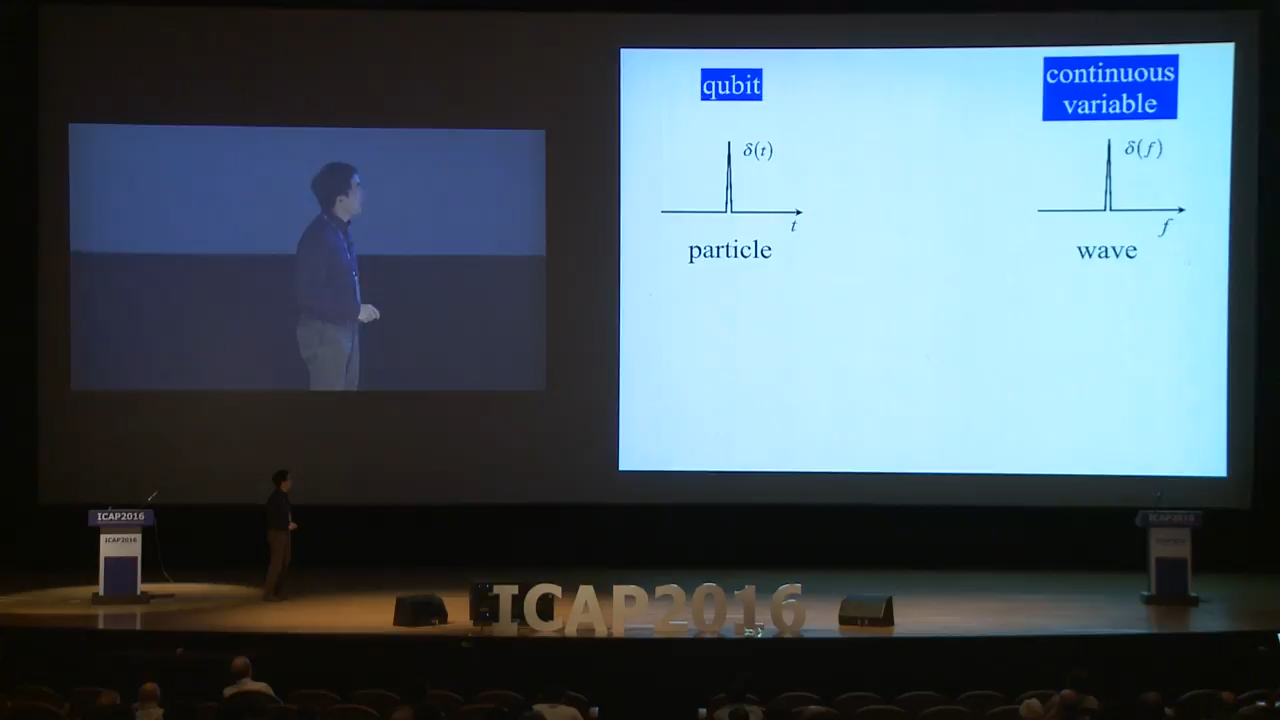 qubit
continuous
variable
δ(t)
t
particle
δ(f)
f
wave
ICAP2016
ICAP2016
ICAP2016
ICAP2016